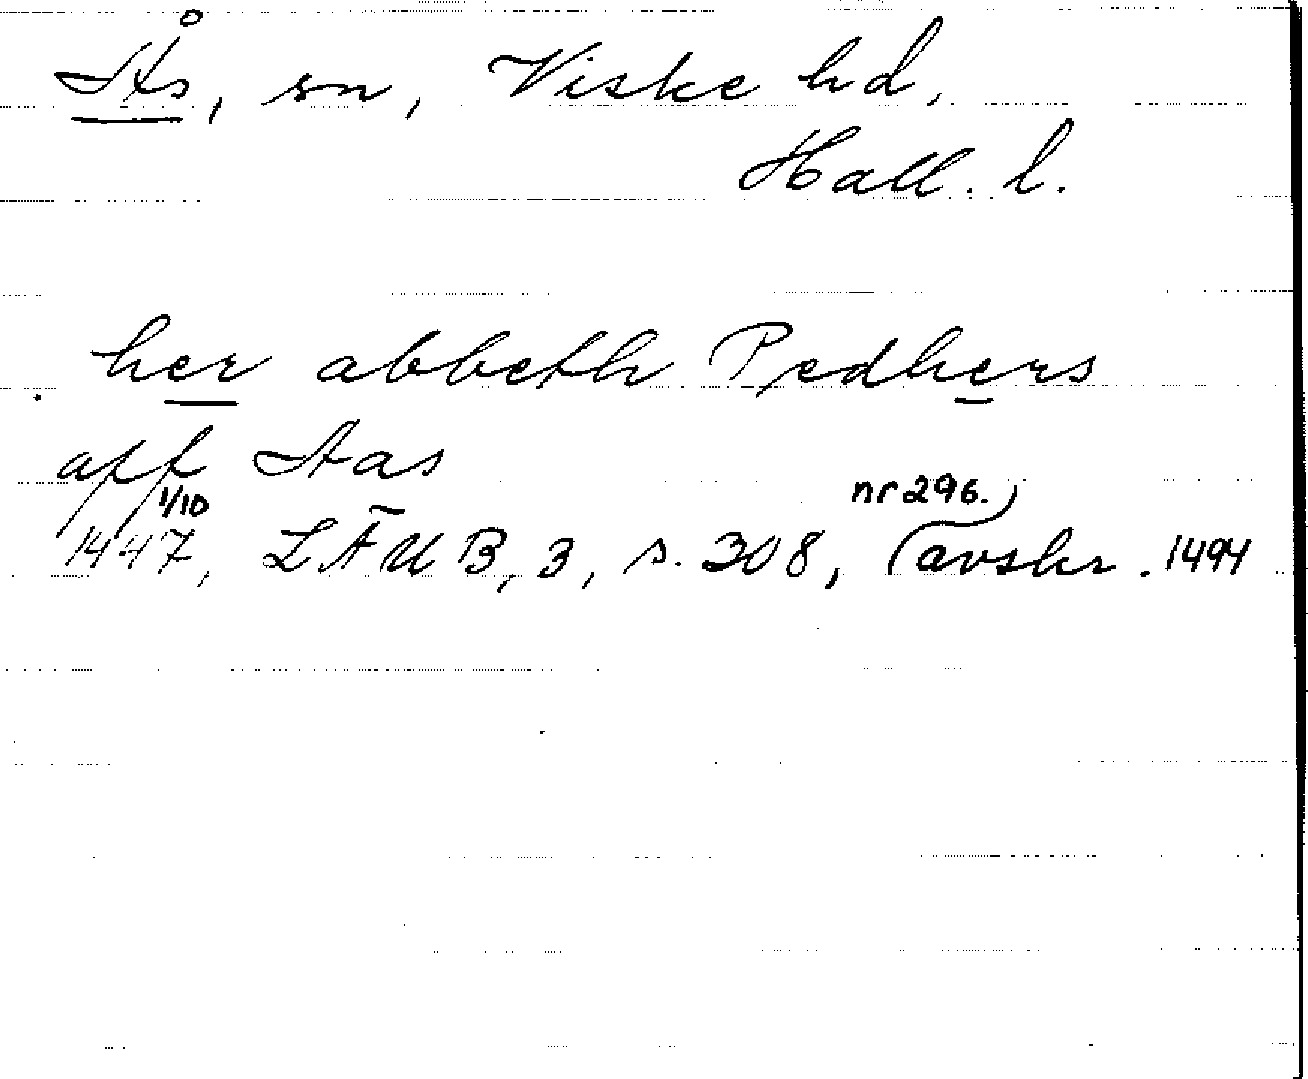 Ås, sn, Viske hd,
Hall. l.
her abbeth Pedhers
aff Aas
1/10 nr 296.)
1447, LÄUB, 3, s. 308, (avskr. 1494